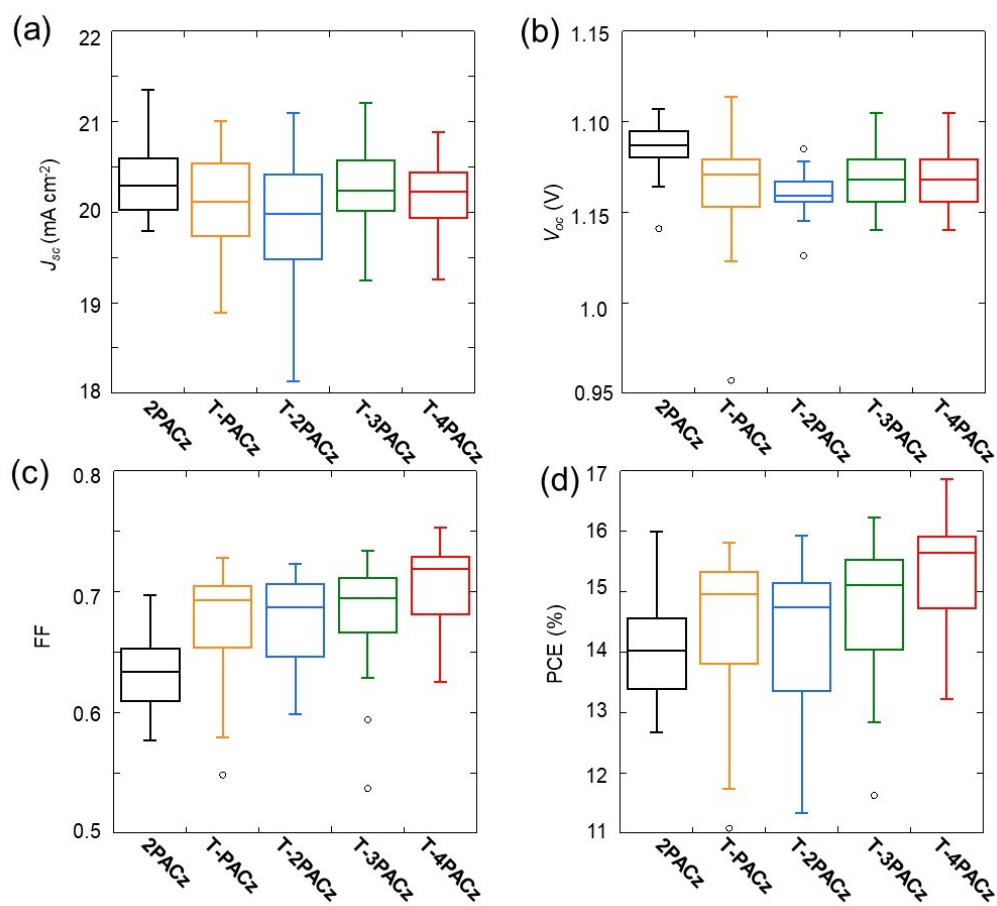 (a)
22
21
20
19
18
J_sc (mA cm⁻²)
2PACz
T-PACz
T-2PACz
T-3PACz
T-4PACz
(b)
1.15
1.10
1.15
1.0
0.95
V_oc (V)
2PACz
T-PACz
T-2PACz
T-3PACz
T-4PACz
(c)
0.8
0.7
0.6
0.5
FF
2PACz
T-PACz
T-2PACz
T-3PACz
T-4PACz
(d)
17
16
15
14
13
12
11
PCE (%)
2PACz
T-PACz
T-2PACz
T-3PACz
T-4PACz